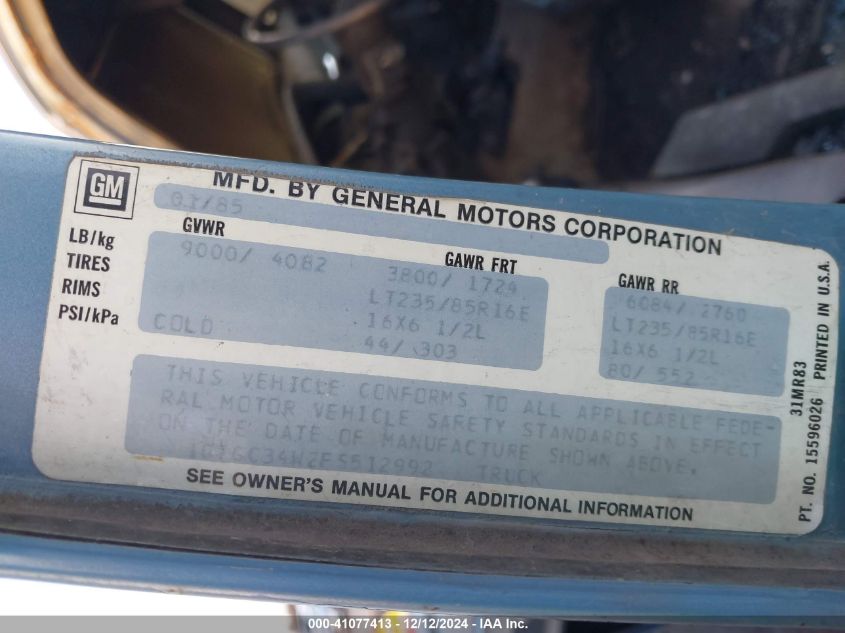 GM
MFD. BY GENERAL MOTORS CORPORATION
01/85
GVWR
GAWR FRT
GAWR RR
LB/kg
9000/ 4082
3800/ 1724
6084/ 2760
TIRES
LT235/85R16E
LT235/85R16E
RIMS
16X6 1/2L
16X6 1/2L
PSI/kPa
COLD
44/ 303
80/ 552
THIS VEHICLE CONFORMS TO ALL APPLICABLE FEDE-
RAL MOTOR VEHICLE SAFETY STANDARDS IN EFFECT
ON THE DATE OF MANUFACTURE SHOWN ABOVE.
TRUCK
SEE OWNER'S MANUAL FOR ADDITIONAL INFORMATION
31MR83
PT. NO. 15596026 PRINTED IN U.S.A.
000-41077413 - 12/12/2024 - IAA Inc.